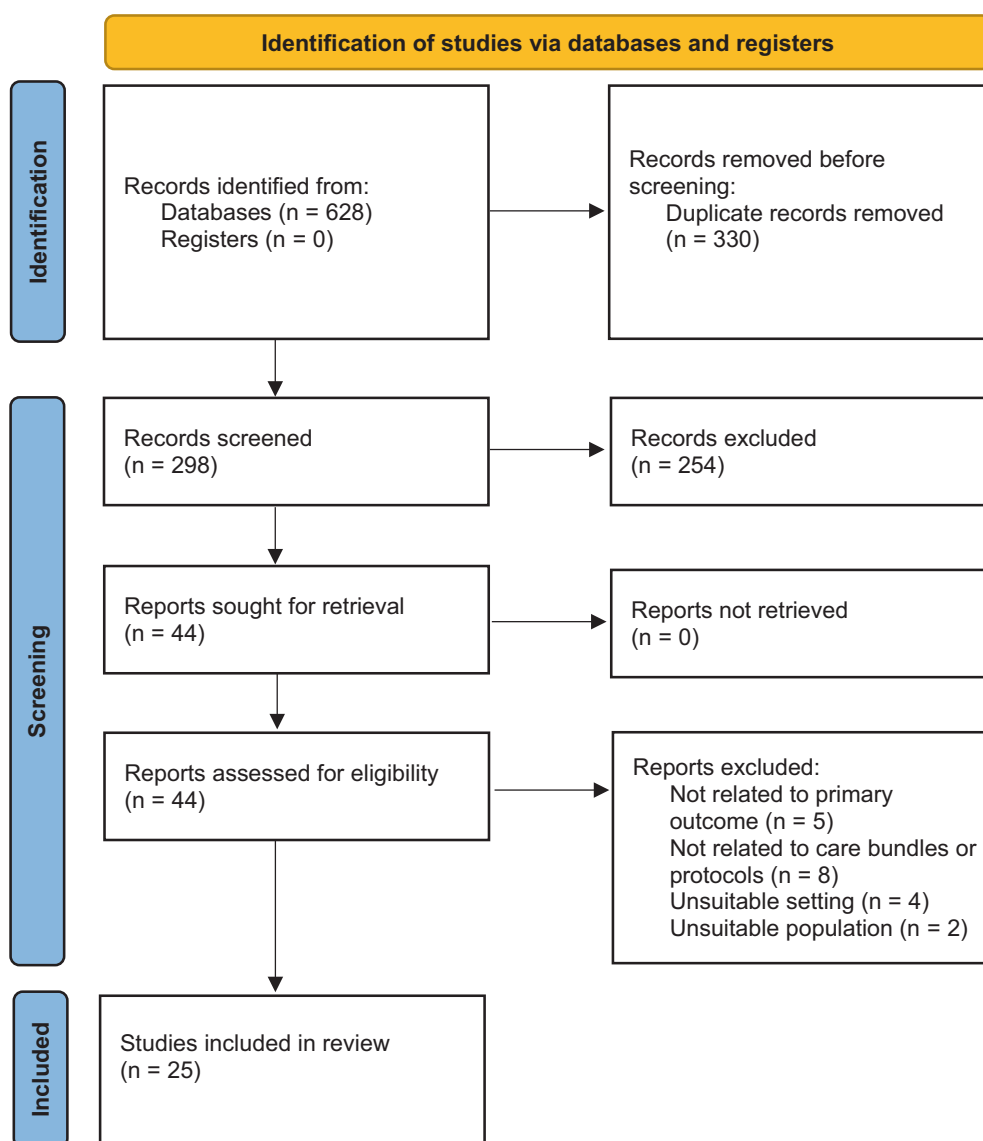 Identification of studies via databases and registers
Identification
Records identified from:
Databases (n = 628)
Registers (n = 0)
Records removed before
screening:
Duplicate records removed
(n = 330)
Screening
Records screened
(n = 298)
Records excluded
(n = 254)
Reports sought for retrieval
(n = 44)
Reports not retrieved
(n = 0)
Reports assessed for eligibility
(n = 44)
Reports excluded:
Not related to primary
outcome (n = 5)
Not related to care bundles or
protocols (n = 8)
Unsuitable setting (n = 4)
Unsuitable population (n = 2)
Included
Studies included in review
(n = 25)